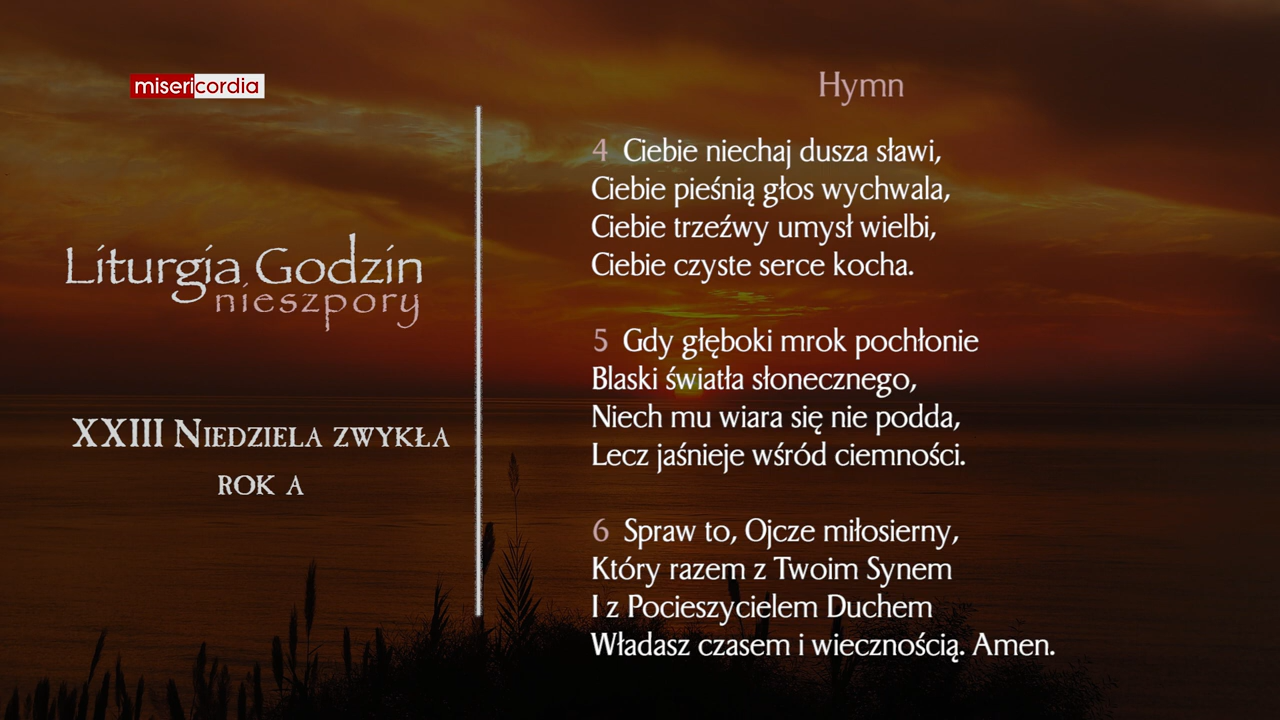 misericordia
Liturgia Godzin
nieszpory
XXIII Niedziela zwykła
rok a
Hymn
4 Ciebie niechaj dusza sławi,
Ciebie pieśnią głos wychwala,
Ciebie trzeźwy umysł wielbi,
Ciebie czyste serce kocha.
5 Gdy głęboki mrok pochłonie
Blaski światła słonecznego,
Niech mu wiara się nie podda,
Lecz jaśnieje wśród ciemności.
6 Spraw to, Ojcze miłosierny,
Który razem z Twoim Synem
I z Pocieszycielem Duchem
Władasz czasem i wiecznością. Amen.